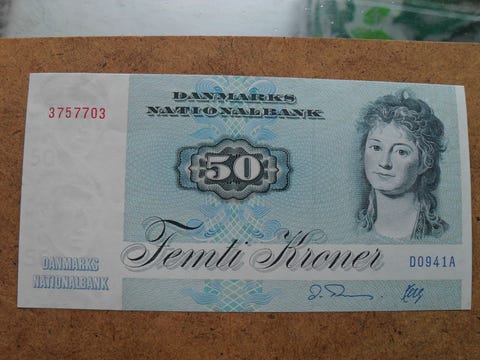 DANMARKS
NATIONALBANK
3757703
50
Femti Kroner
D0941A
DANMARKS
NATIONALBANK